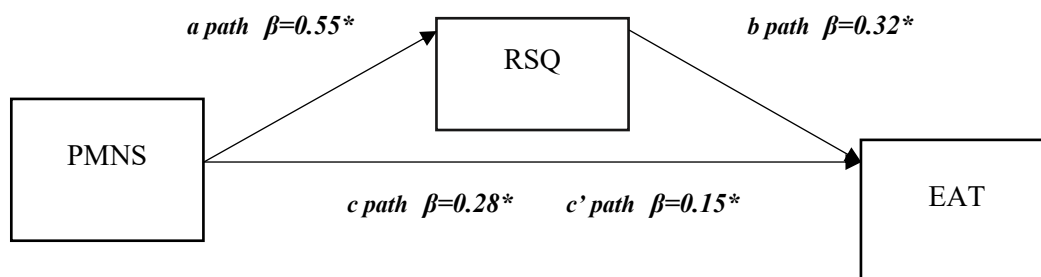 a path β=0.55*
b path β=0.32*
RSQ
PMNS
c path β=0.28*
c’ path β=0.15*
EAT